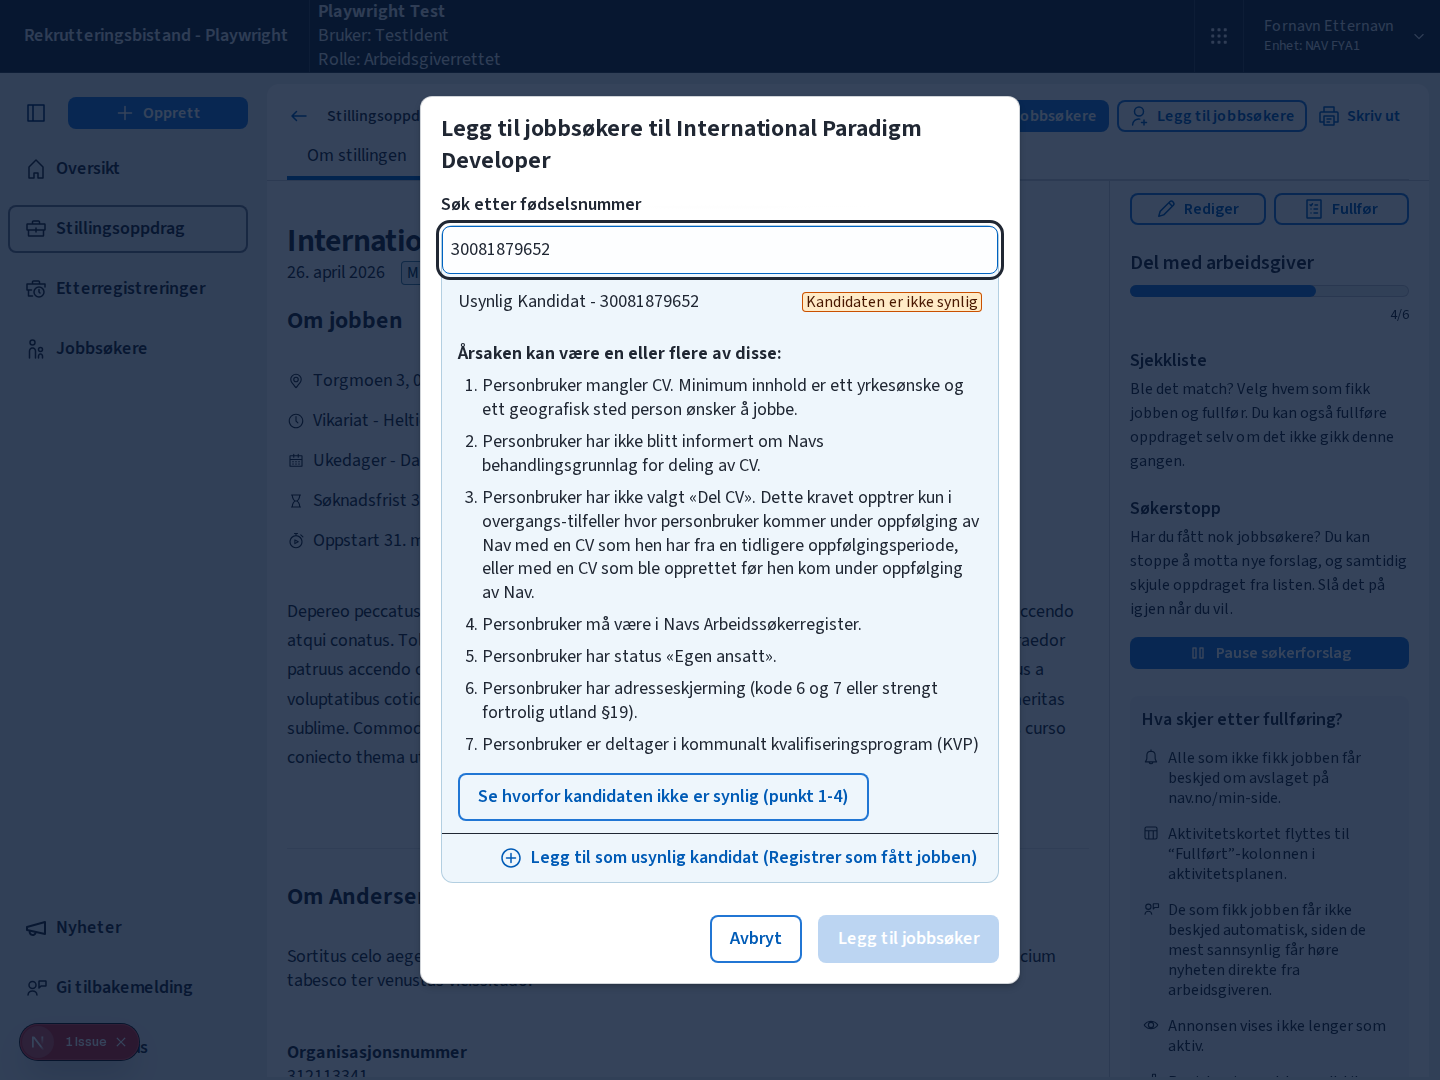 Rekrutteringsbistand - Playwright
Playwright Test
Bruker: TestIdent
Rolle: Arbeidsgiverrettet
Fornavn Etternavn
Enhet: NAV FYA1
Opprett
Oversikt
Stillingsoppdrag
Etterregistreringer
Jobbsøkere
Nyheter
Gi tilbakemelding
1 Issue
Stillingsoppd
obbsøkere
Legg til jobbsøkere
Skriv ut
Om stillingen
Internatio
26. april 2026
M
Om jobben
Torgmoen 3, 0
Vikariat - Helti
Ukedager - Da
Søknadsfrist 3
Oppstart 31. m
Depereo peccatus
ccendo
atqui conatus. Tol
raedor
patruus accendo c
us a
voluptatibus cotid
neritas
sublime. Commod
curso
coniecto thema u
Om Anderser
Sortitus celo aege
cium
Organisasjonsnummer
312113341
Legg til jobbsøkere til International Paradigm
Developer
Søk etter fødselsnummer
30081879652
Usynlig Kandidat - 30081879652
Kandidaten er ikke synlig
Årsaken kan være en eller flere av disse:
1. Personbruker mangler CV. Minimum innhold er ett yrkesønske og
ett geografisk sted person ønsker å jobbe.
2. Personbruker har ikke blitt informert om Navs
behandlingsgrunnlag for deling av CV.
3. Personbruker har ikke valgt «Del CV». Dette kravet opptrer kun i
overgangs-tilfeller hvor personbruker kommer under oppfølging av
Nav med en CV som hen har fra en tidligere oppfølgingsperiode,
eller med en CV som ble opprettet før hen kom under oppfølging
av Nav.
4. Personbruker må være i Navs Arbeidssøkerregister.
5. Personbruker har status «Egen ansatt».
6. Personbruker har adresseskjerming (kode 6 og 7 eller strengt
fortrolig utland §19).
7. Personbruker er deltager i kommunalt kvalifiseringsprogram (KVP)
Se hvorfor kandidaten ikke er synlig (punkt 1-4)
Legg til som usynlig kandidat (Registrer som fått jobben)
Avbryt
Legg til jobbsøker
Rediger
Fullfør
Del med arbeidsgiver
4/6
Sjekkliste
Ble det match? Velg hvem som fikk
jobben og fullfør. Du kan også fullføre
oppdraget selv om det ikke gikk denne
gangen.
Søkerstopp
Har du fått nok jobbsøkere? Du kan
stoppe å motta nye forslag, og samtidig
skjule oppdraget fra listen. Slå det på
igjen når du vil.
Pause søkerforslag
Hva skjer etter fullføring?
Alle som ikke fikk jobben får
beskjed om avslaget på
nav.no/min-side.
Aktivitetskortet flyttes til
“Fullført”-kolonnen i
aktivitetsplanen.
De som fikk jobben får ikke
beskjed automatisk, siden de
mest sannsynlig får høre
nyheten direkte fra
arbeidsgiveren.
Annonsen vises ikke lenger som
aktiv.